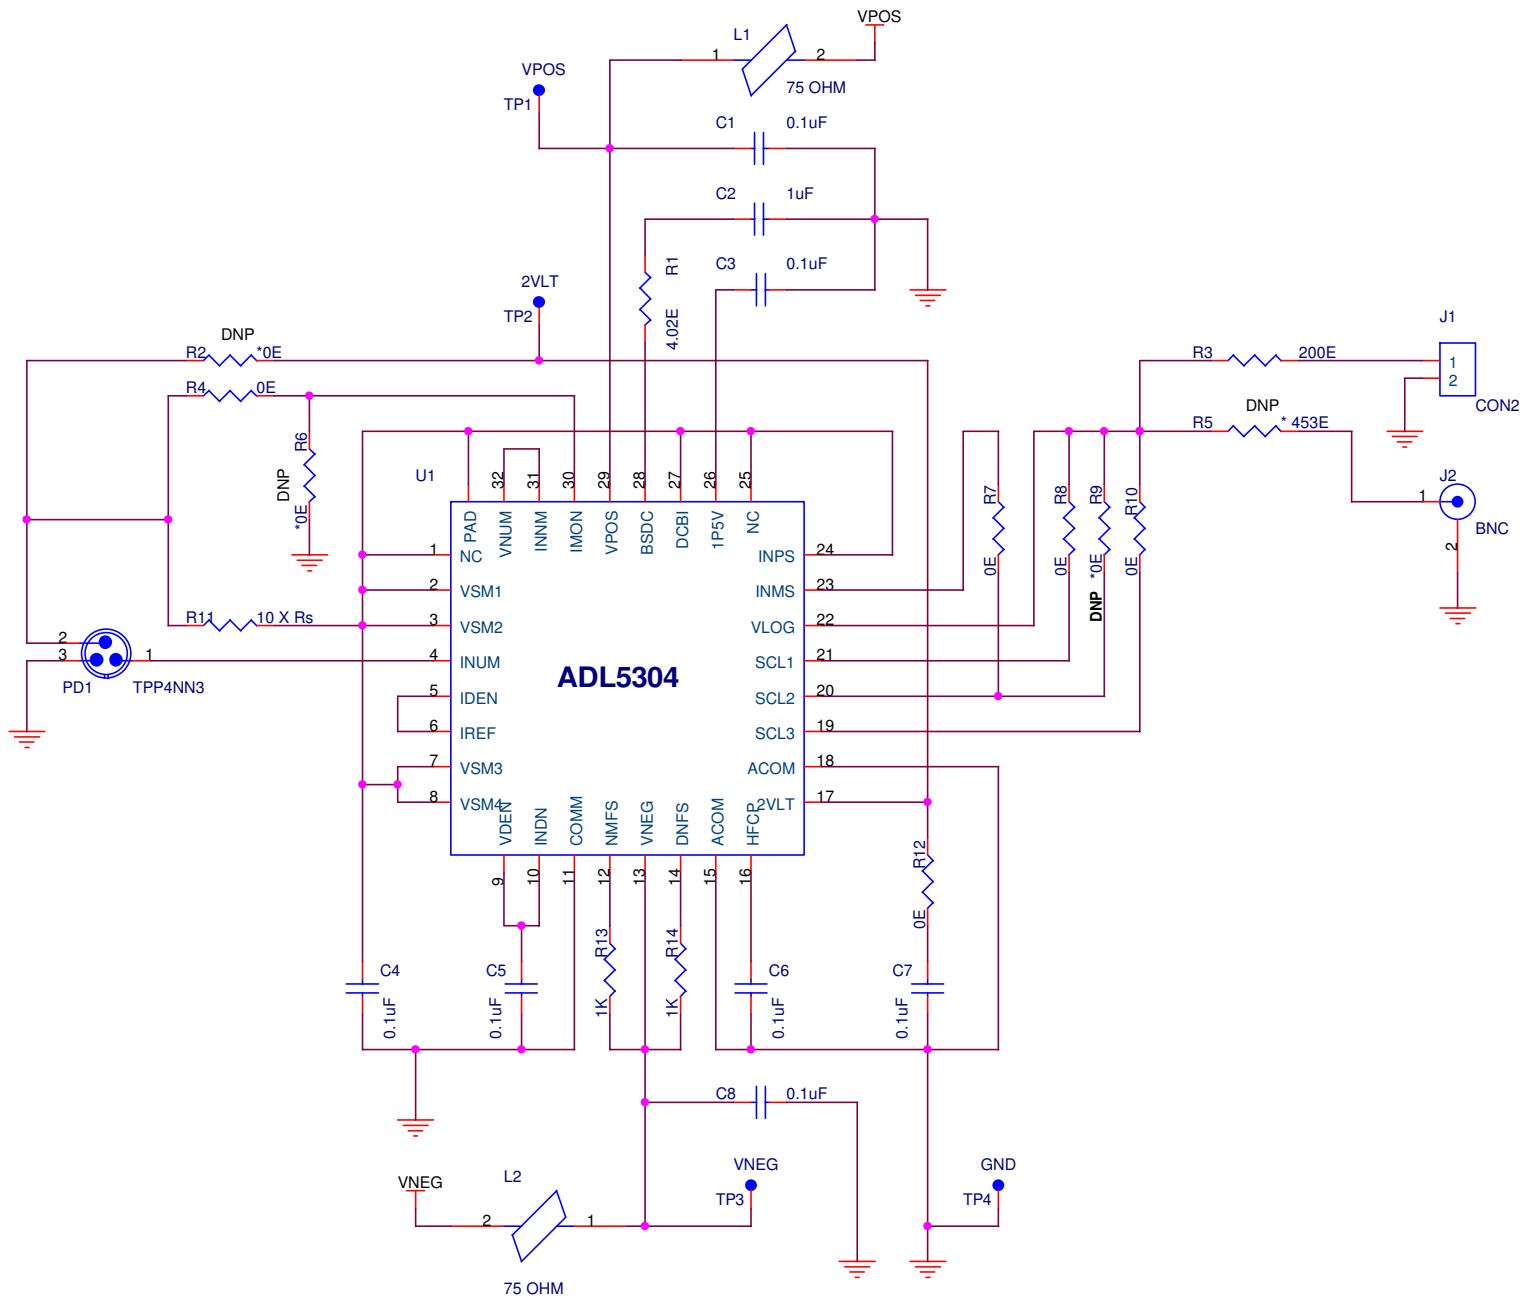 VPOS
L1
1
2
75 OHM
VPOS
TP1
C1
0.1uF
C2
1uF
R1
4.02E
C3
0.1uF
2VLT
TP2
DNP
R2
*0E
R4
0E
R6
DNP
*0E
J1
R3
200E
1
2
CON2
DNP
R5
* 453E
J2
1
BNC
2
U1
32
31
30
29
28
27
26
25
PAD
VNUM
INNM
IMON
VPOS
BSDC
DCBI
1P5V
NC
R7
0E
R8
0E
R9
*0E
DNP
R10
0E
1
NC
2
VSM1
3
VSM2
4
INUM
5
IDEN
6
IREF
7
VSM3
8
VSM4
INPS
24
INMS
23
VLOG
22
SCL1
21
SCL2
20
SCL3
19
ACOM
18
2VLT
17
ADL5304
R11
10 X Rs
2
3
1
PD1
TPP4NN3
VDEN
INDN
COMM
NMFS
VNEG
DNFS
ACOM
HFCP
9
10
11
12
13
14
15
16
R12
0E
R13
1K
R14
1K
C4
0.1uF
C5
0.1uF
C6
0.1uF
C7
0.1uF
C8
0.1uF
VNEG
L2
2
1
75 OHM
VNEG
TP3
GND
TP4